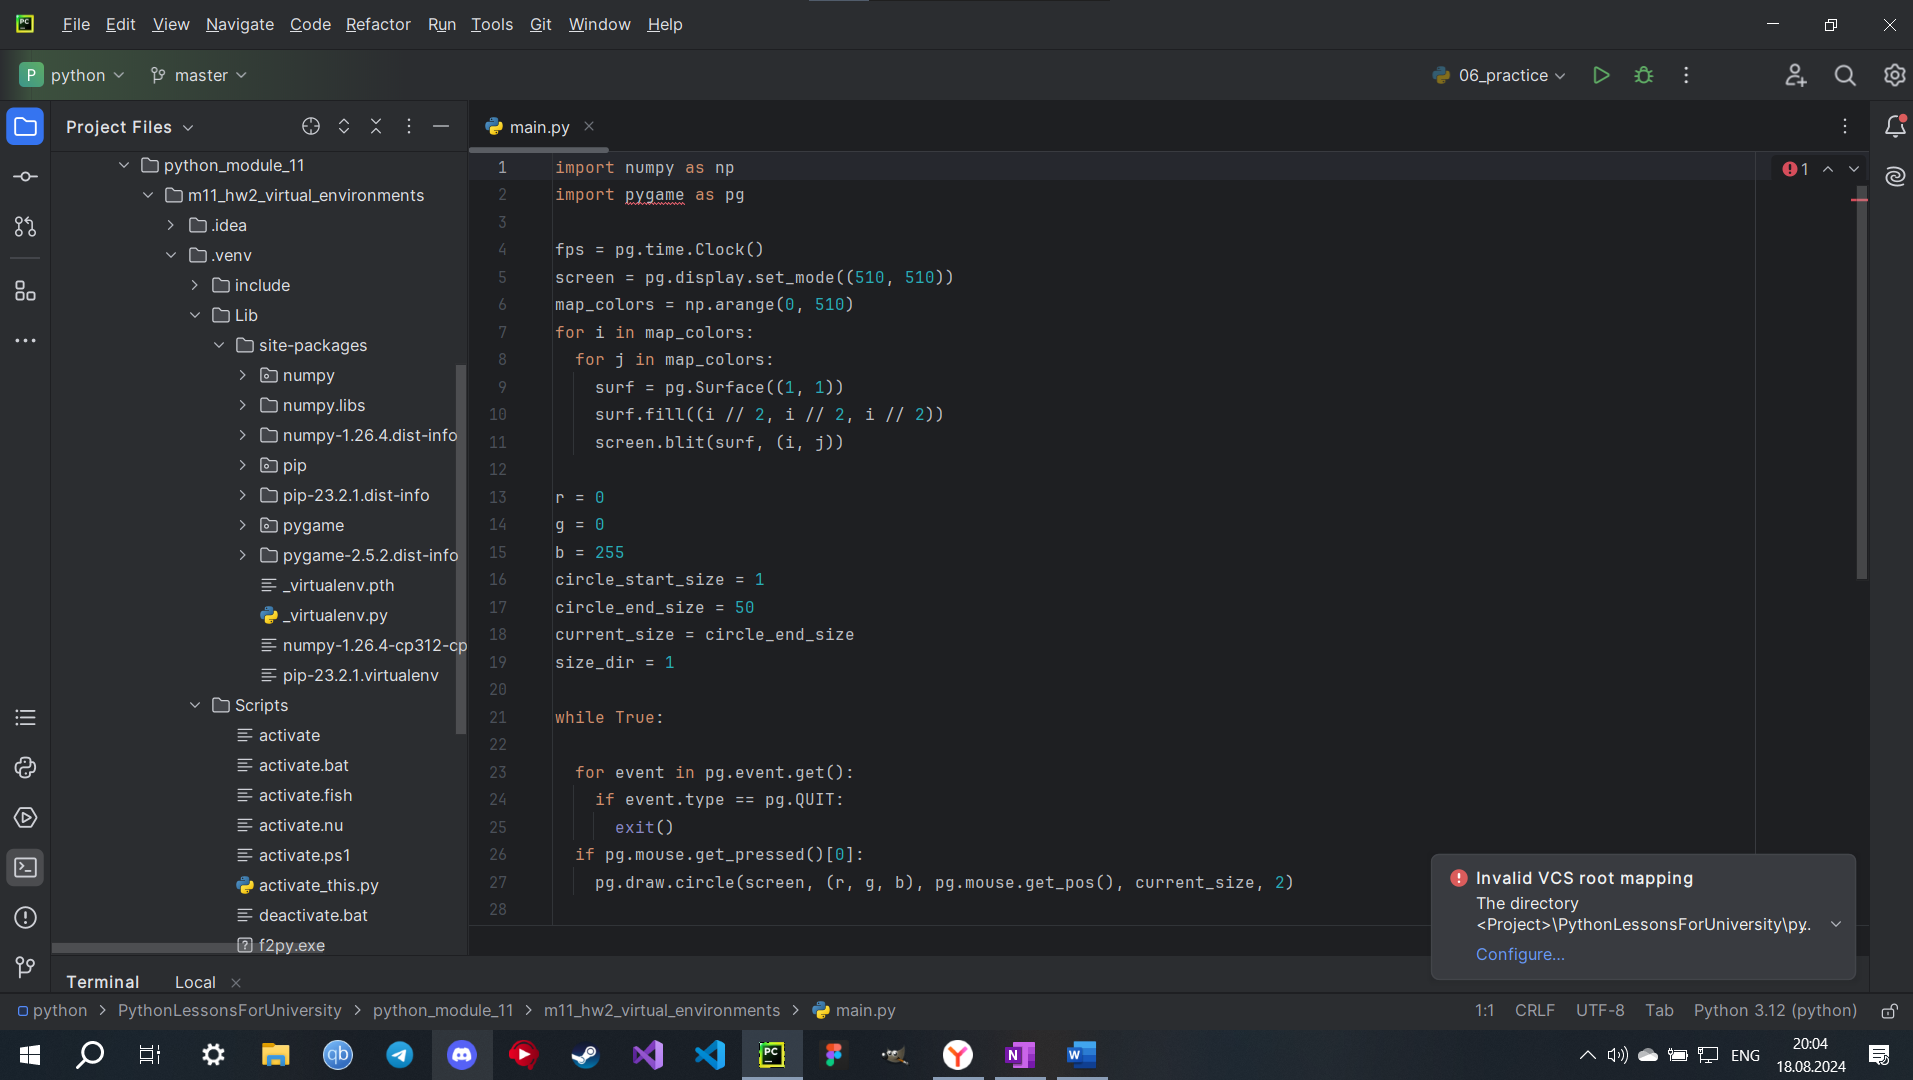 File Edit View Navigate Code Refactor Run Tools Git Window Help
P python master 06_practice
Project Files
main.py
python_module_11
m11_hw2_virtual_environments
.idea
.venv
include
Lib
site-packages
numpy
numpy.libs
numpy-1.26.4.dist-info
pip
pip-23.2.1.dist-info
pygame
pygame-2.5.2.dist-info
_virtualenv.pth
_virtualenv.py
numpy-1.26.4-cp312-cp
pip-23.2.1.virtualenv
Scripts
activate
activate.bat
activate.fish
activate.nu
activate.ps1
activate_this.py
deactivate.bat
f2py.exe
1 import numpy as np
2 import pygame as pg
3
4 fps = pg.time.Clock()
5 screen = pg.display.set_mode((510, 510))
6 map_colors = np.arange(0, 510)
7 for i in map_colors:
8 for j in map_colors:
9 surf = pg.Surface((1, 1))
10 surf.fill((i // 2, i // 2, i // 2))
11 screen.blit(surf, (i, j))
12
13 r = 0
14 g = 0
15 b = 255
16 circle_start_size = 1
17 circle_end_size = 50
18 current_size = circle_end_size
19 size_dir = 1
20
21 while True:
22
23 for event in pg.event.get():
24 if event.type == pg.QUIT:
25 exit()
26 if pg.mouse.get_pressed()[0]:
27 pg.draw.circle(screen, (r, g, b), pg.mouse.get_pos(), current_size, 2)
28
1
Invalid VCS root mapping
The directory
<Project>\PythonLessonsForUniversity\py..
Configure...
Terminal Local
python > PythonLessonsForUniversity > python_module_11 > m11_hw2_virtual_environments > main.py
1:1 CRLF UTF-8 Tab Python 3.12 (python)
ENG
20:04
18.08.2024